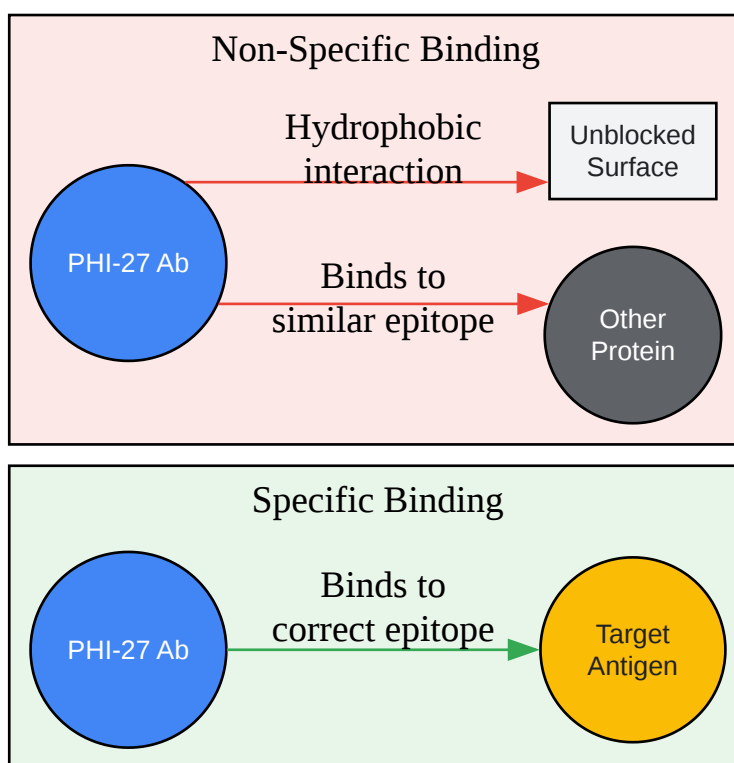 Non-Specific Binding
Hydrophobic
interaction
Unblocked
Surface
PHI-27 Ab
Binds to
similar epitope
Other
Protein
Specific Binding
PHI-27 Ab
Binds to
correct epitope
Target
Antigen